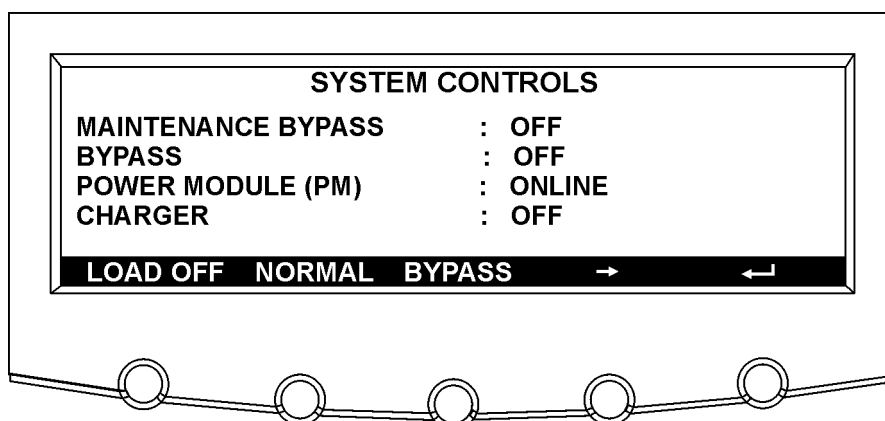 SYSTEM CONTROLS
MAINTENANCE BYPASS : OFF
BYPASS : OFF
POWER MODULE (PM) : ONLINE
CHARGER : OFF
LOAD OFF NORMAL BYPASS → ↵